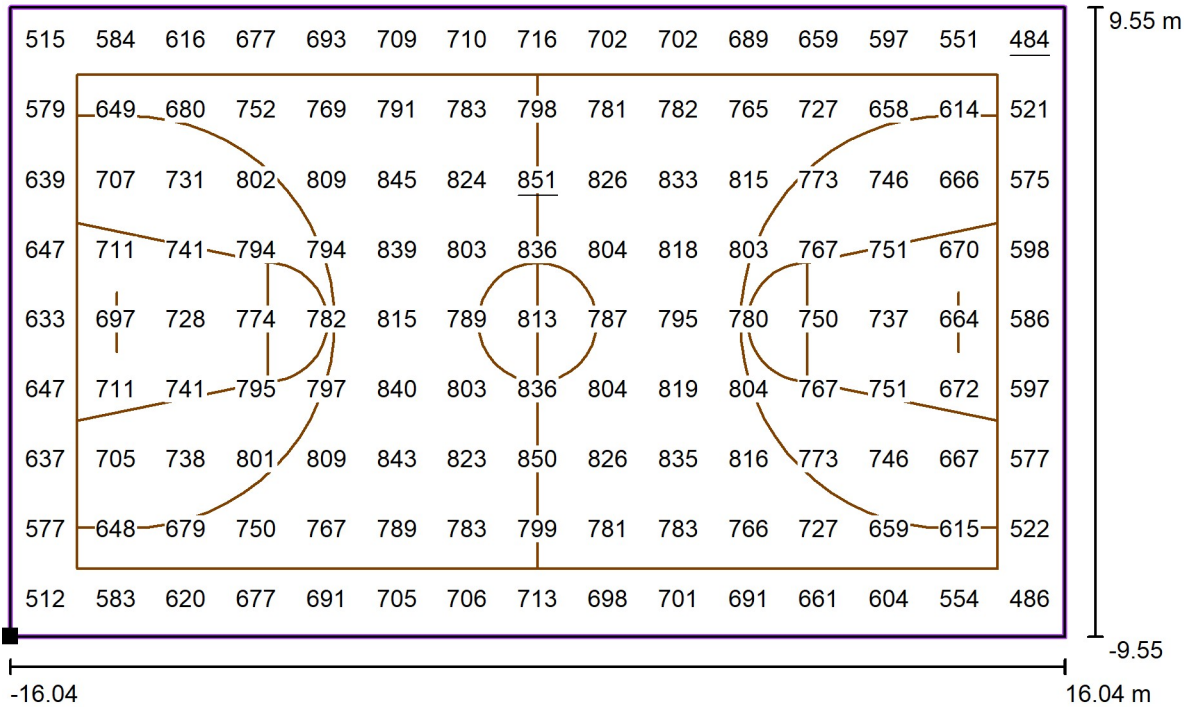 515 584 616 677 693 709 710 716 702 702 689 659 597 551 484 9.55 m
579 649 680 752 769 791 783 798 781 782 765 727 658 614 521
639 707 731 802 809 845 824 851 826 833 815 773 746 666 575
647 711 741 794 794 839 803 836 804 818 803 767 751 670 598
633 697 728 774 782 815 789 813 787 795 780 750 737 664 586
647 711 741 795 797 840 803 836 804 819 804 767 751 672 597
637 705 738 801 809 843 823 850 826 835 816 773 746 667 577
577 648 679 750 767 789 783 799 781 783 766 727 659 615 522
512 583 620 677 691 705 706 713 698 701 691 661 604 554 486
-9.55
-16.04 16.04 m